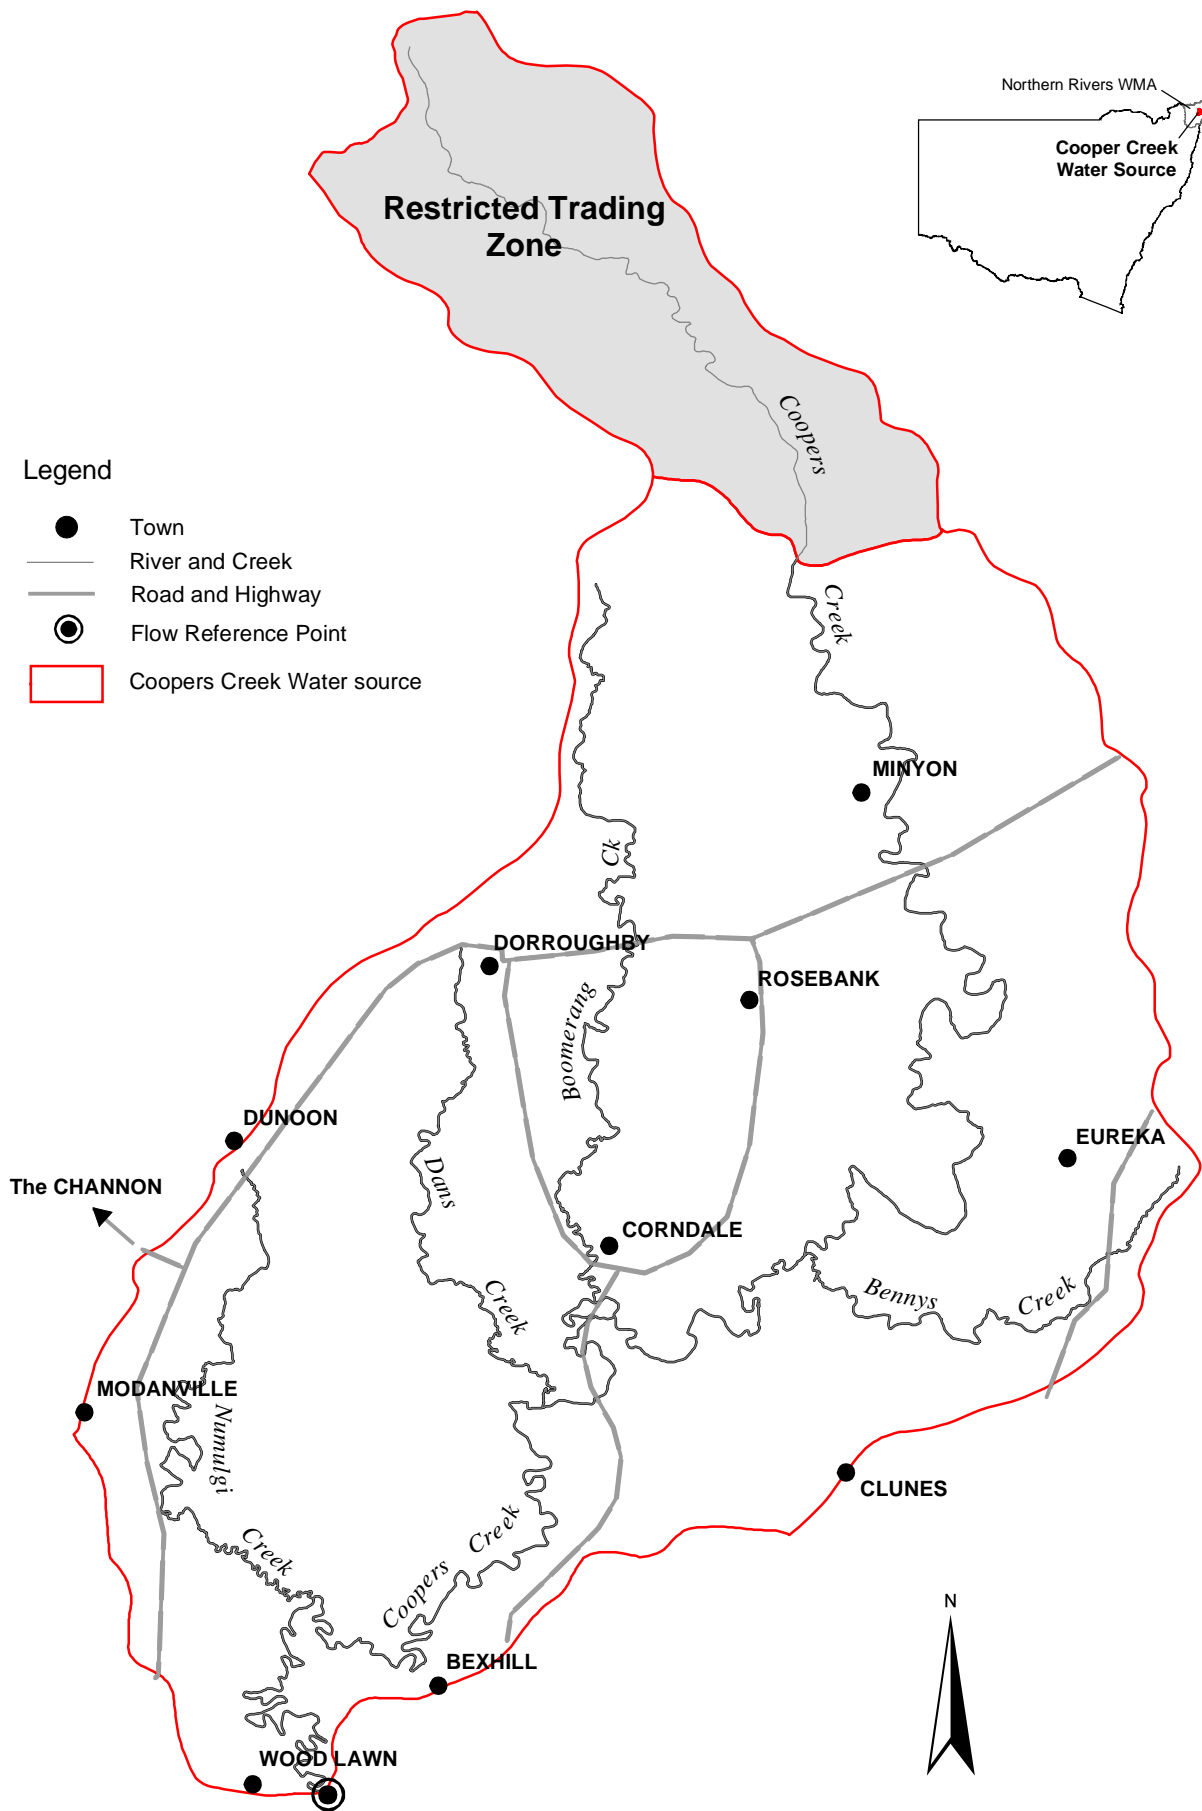 Northern Rivers WMA
Cooper Creek
Water Source
Restricted Trading
Zone
Coopers
Legend
Town
River and Creek
Road and Highway
Flow Reference Point
Coopers Creek Water source
Creek
MINYON
Ck
DORROUGHBY
ROSEBANK
Boomerang
DUNOON
EUREKA
Dans
The CHANNON
CORNDALE
Creek
Bennys
Creek
MODANVILLE
Numulgi
CLUNES
Creek
Creek
Coopers
N
BEXHILL
WOOD LAWN